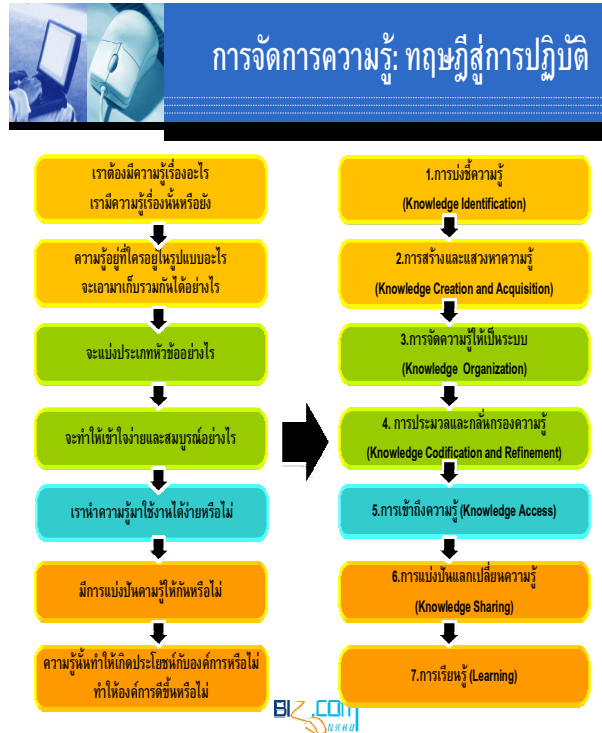 การจัดการความรู้: ทฤษฎีสู่การปฏิบัติ
เราต้องมีความรู้เรื่องอะไร
เรามีความรู้เรื่องนั้นหรือยัง
ความรู้อยู่ที่ใครอยู่ในรูปแบบอะไร
จะเอามาเก็บรวมกันได้อย่างไร
จะแบ่งประเภทหัวข้ออย่างไร
จะทำให้เข้าใจง่ายและสมบูรณ์อย่างไร
เรานำความรู้มาใช้งานได้ง่ายหรือไม่
มีการแบ่งปันคามรู้ให้กันหรือไม่
ความรู้นั้นทำให้เกิดประโยชน์กับองค์การหรือไม่
ทำให้องค์การดีขึ้นหรือไม่
1.การบ่งชี้ความรู้
(Knowledge Identification)
2.การสร้างและแสวงหาความรู้
(Knowledge Creation and Acquisition)
3.การจัดความรู้ให้เป็นระบบ
(Knowledge Organization)
4. การประมวลและกลั่นกรองความรู้
(Knowledge Codification and Refinement)
5.การเข้าถึงความรู้ (Knowledge Access)
6.การแบ่งปันแลกเปลี่ยนความรู้
(Knowledge Sharing)
7.การเรียนรู้ (Learning)
BIZ.COM